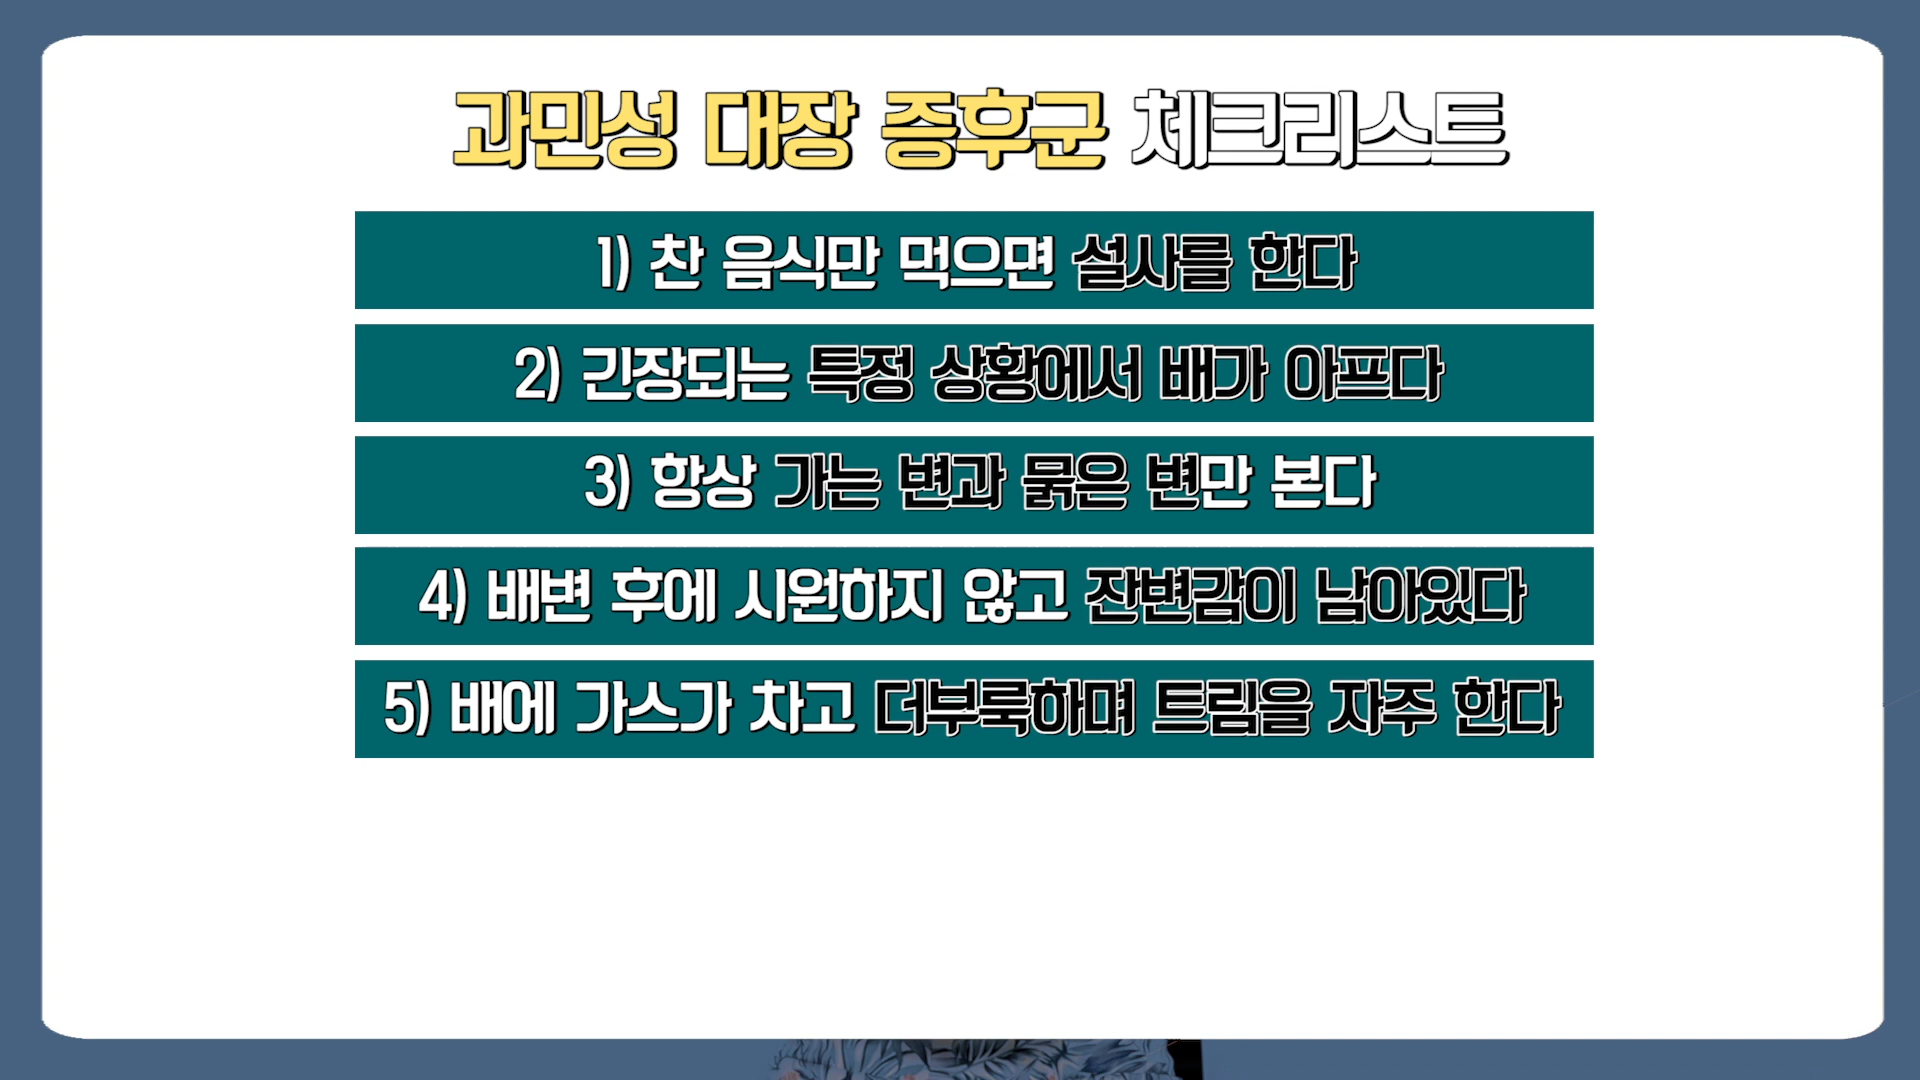 과민성 대장 증후군 체크리스트
1) 찬 음식만 먹으면 설사를 한다
2) 긴장되는 특정 상황에서 배가 아프다
3) 항상 가는 변과 묽은 변만 본다
4) 배변 후에 시원하지 않고 잔변감이 남아있다
5) 배에 가스가 차고 더부룩하며 트림을 자주 한다